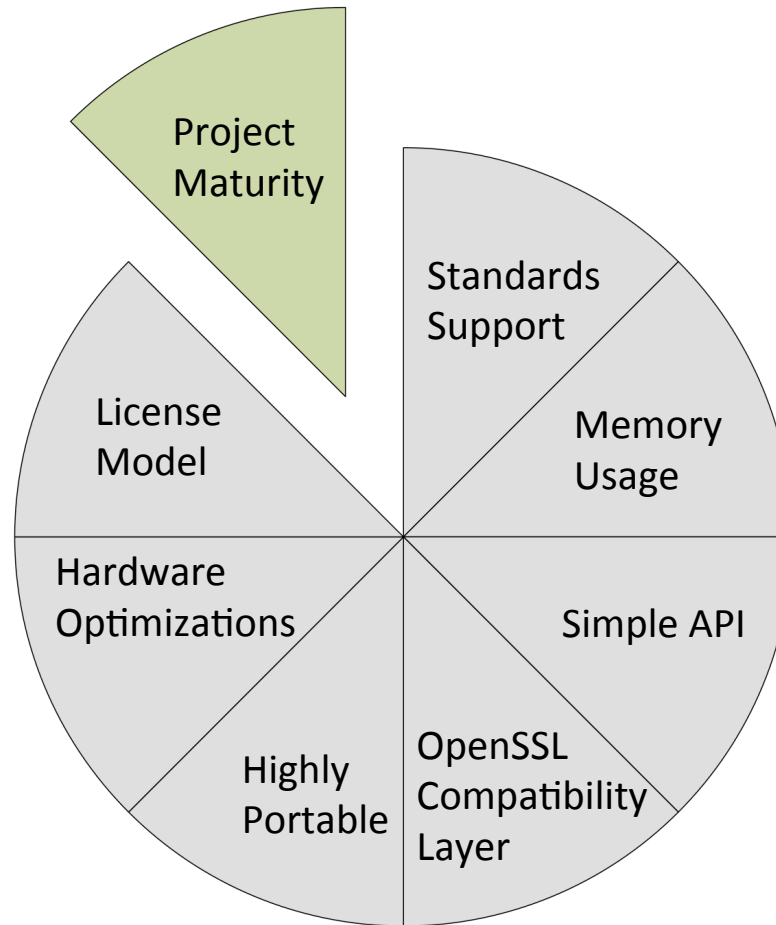 Project
Maturity
Standards
Support
Memory
Usage
Simple API
OpenSSL
Compatibility
Layer
Highly
Portable
Hardware
Optimizations
License
Model